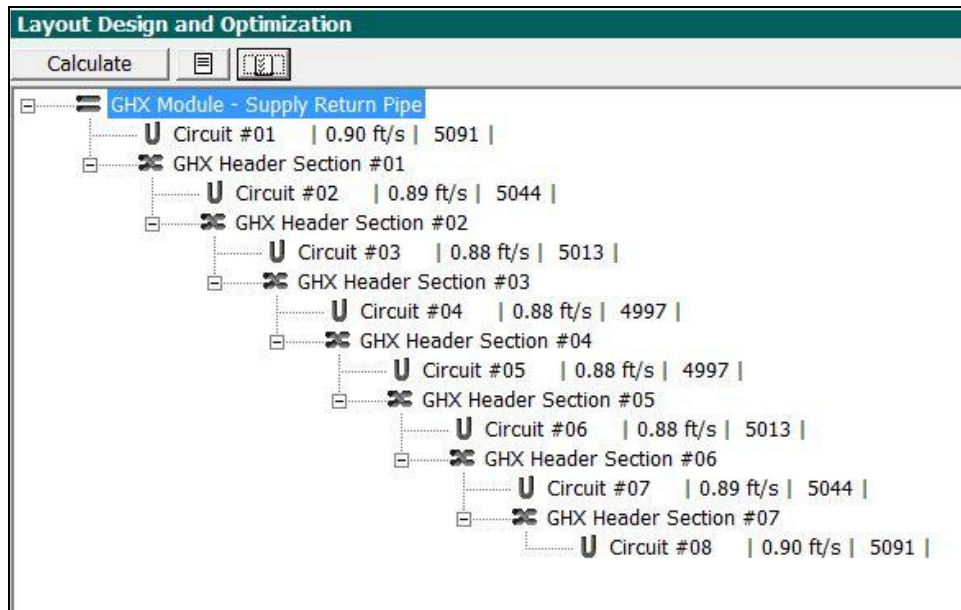 Layout Design and Optimization
Calculate
GHX Module - Supply Return Pipe
Circuit #01 | 0.90 ft/s | 5091 |
GHX Header Section #01
Circuit #02 | 0.89 ft/s | 5044 |
GHX Header Section #02
Circuit #03 | 0.88 ft/s | 5013 |
GHX Header Section #03
Circuit #04 | 0.88 ft/s | 4997 |
GHX Header Section #04
Circuit #05 | 0.88 ft/s | 4997 |
GHX Header Section #05
Circuit #06 | 0.88 ft/s | 5013 |
GHX Header Section #06
Circuit #07 | 0.89 ft/s | 5044 |
GHX Header Section #07
Circuit #08 | 0.90 ft/s | 5091 |